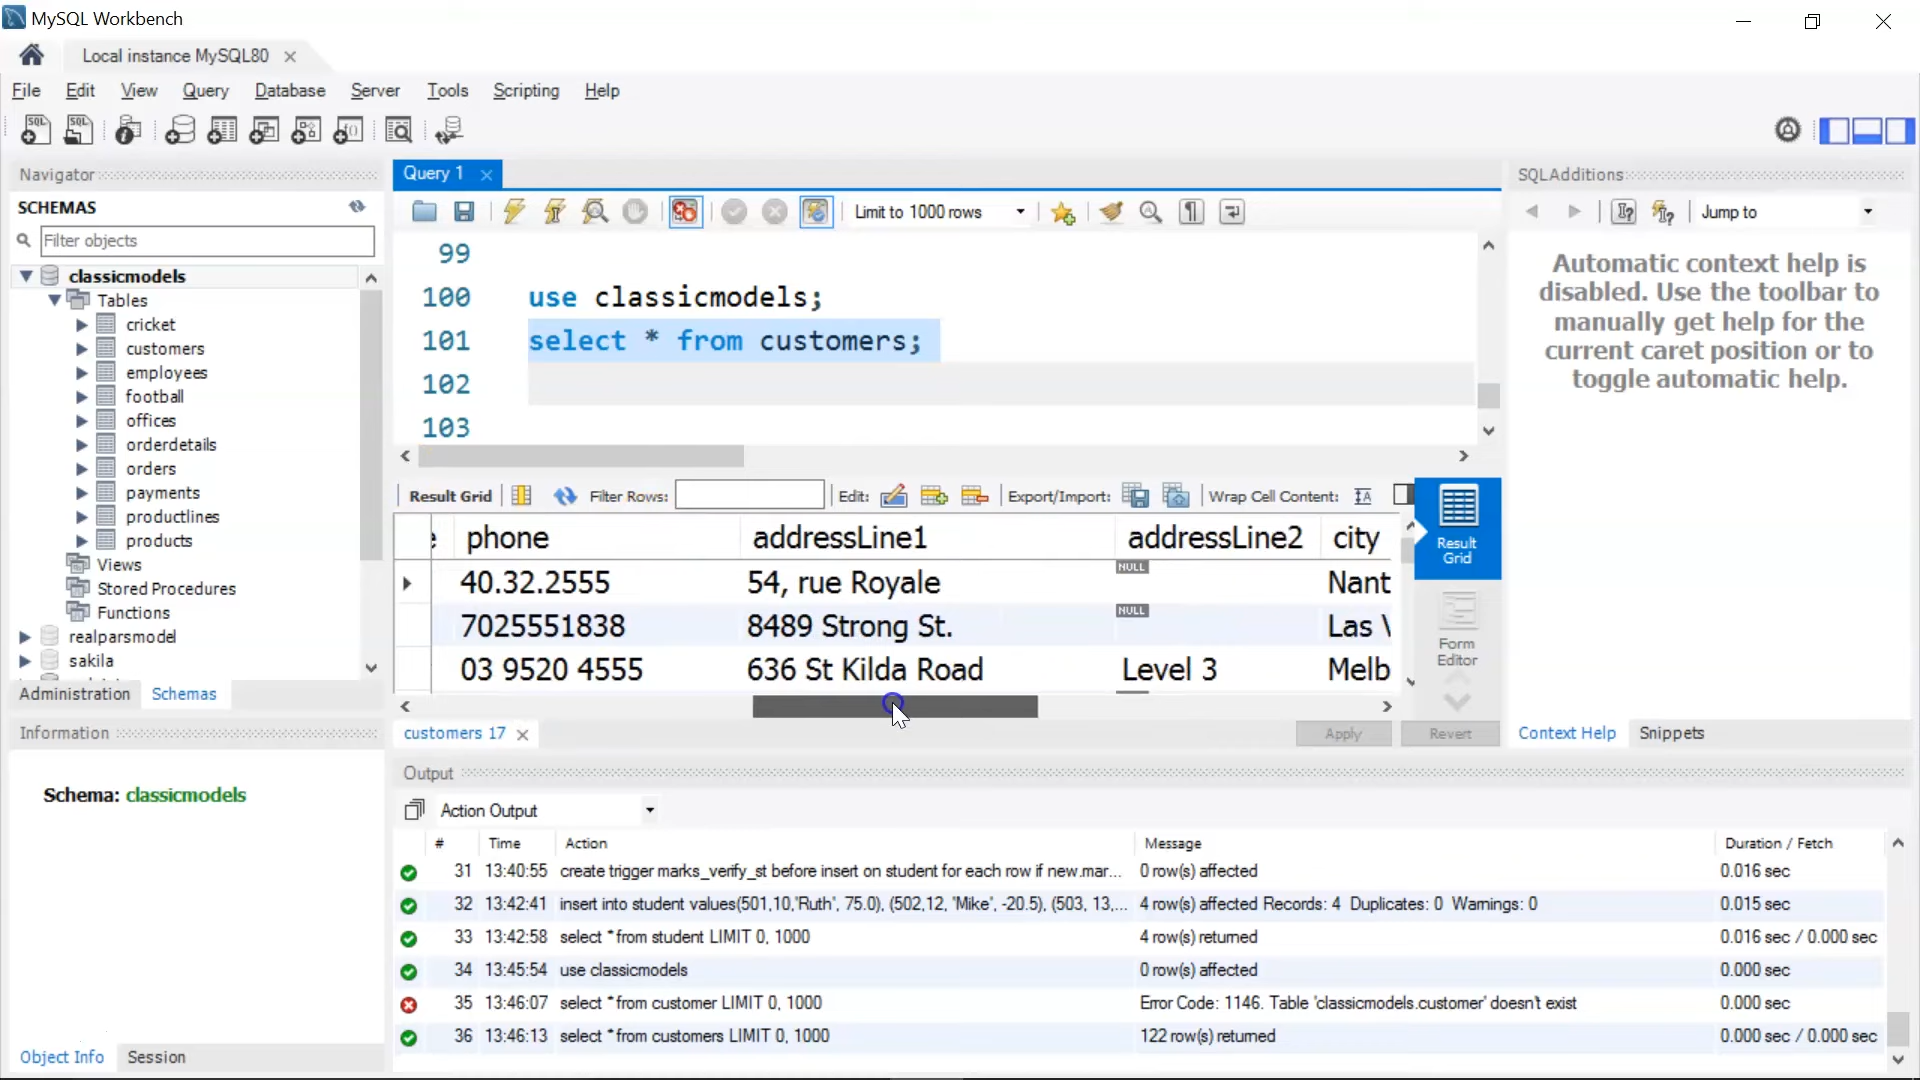 MySQL Workbench
Local instance MySQL80
File Edit View Query Database Server Tools Scripting Help
Navigator
SCHEMAS
Filter objects
classicmodels
Tables
cricket
customers
employees
football
offices
orderdetails
orders
payments
productlines
products
Views
Stored Procedures
Functions
realparsmodel
sakila
Administration Schemas
Information
Schema: classicmodels
Object Info Session
Query 1
Limit to 1000 rows
99
100 use classicmodels;
101 select * from customers;
102
103
Result Grid Filter Rows: Edit: Export/Import: Wrap Cell Content:
phone addressLine1 addressLine2 city
40.32.2555 54, rue Royale NULL Nant
7025551838 8489 Strong St. NULL Las
03 9520 4555 636 St Kilda Road Level 3 Melb
Result
Grid
Form
Editor
customers 17 Apply Revert
SQLAdditions
Jump to
Automatic context help is
disabled. Use the toolbar to
manually get help for the
current caret position or to
toggle automatic help.
Context Help Snippets
Output
Action Output
# Time Action Message Duration / Fetch
31 13:40:55 create trigger marks_verify_st before insert on student for each row if new.mar... 0 row(s) affected 0.016 sec
32 13:42:41 insert into student values(501,10,'Ruth', 75.0), (502,12, 'Mike', -20.5), (503, 13,... 4 row(s) affected Records: 4 Duplicates: 0 Warnings: 0 0.015 sec
33 13:42:58 select * from student LIMIT 0, 1000 4 row(s) returned 0.016 sec / 0.000 sec
34 13:45:54 use classicmodels 0 row(s) affected 0.000 sec
35 13:46:07 select * from customer LIMIT 0, 1000 Error Code: 1146. Table 'classicmodels.customer' doesn't exist 0.000 sec
36 13:46:13 select * from customers LIMIT 0, 1000 122 row(s) returned 0.000 sec / 0.000 sec